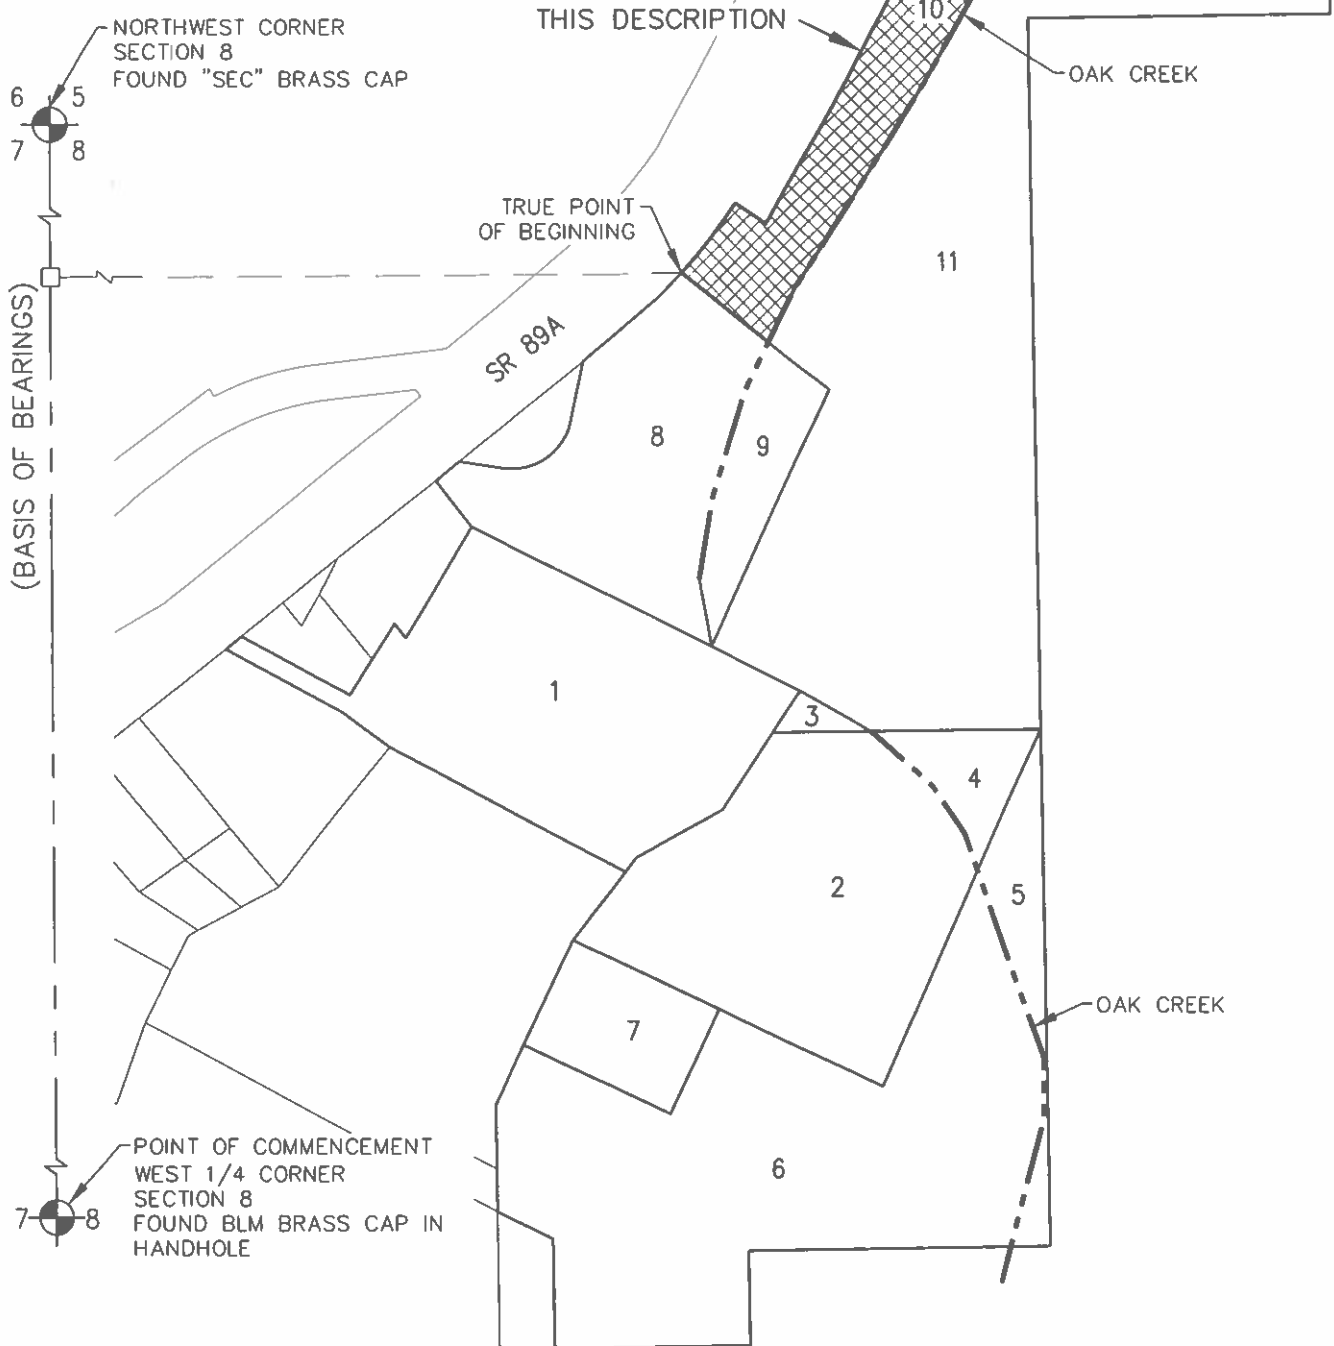 THIS DESCRIPTION
10
NORTHWEST CORNER
SECTION 8
FOUND "SEC" BRASS CAP
OAK CREEK
6 5
7 8
TRUE POINT
OF BEGINNING
11
(BASIS OF BEARINGS)
SR 89A
8
9
1
3
4
2
5
7
OAK CREEK
6
POINT OF COMMENCEMENT
WEST 1/4 CORNER
SECTION 8
FOUND BLM BRASS CAP IN
HANDHOLE
7 8